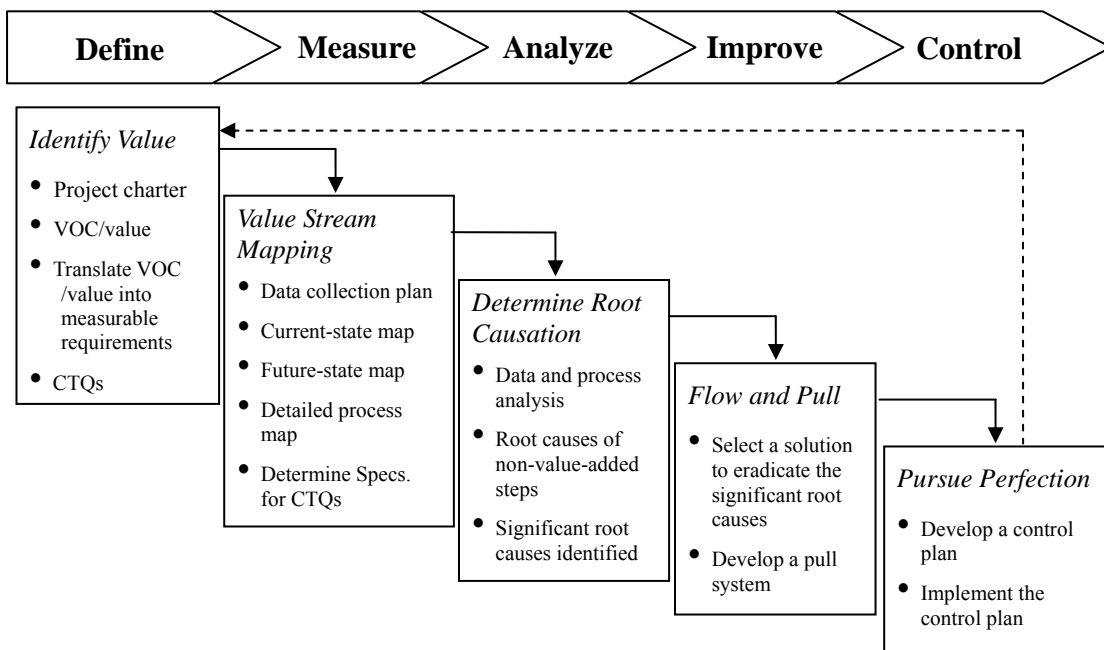 Define
Measure
Analyze
Improve
Control
Identify Value
• Project charter
• VOC/value
• Translate VOC
/value into
measurable
requirements
• CTQs
Value Stream
Mapping
• Data collection plan
• Current-state map
• Future-state map
• Detailed process
map
• Determine Specs.
for CTQs
Determine Root
Causation
• Data and process
analysis
• Root causes of
non-value-added
steps
• Significant root
causes identified
Flow and Pull
• Select a solution
to eradicate the
significant root
causes
• Develop a pull
system
Pursue Perfection
• Develop a control
plan
• Implement the
control plan